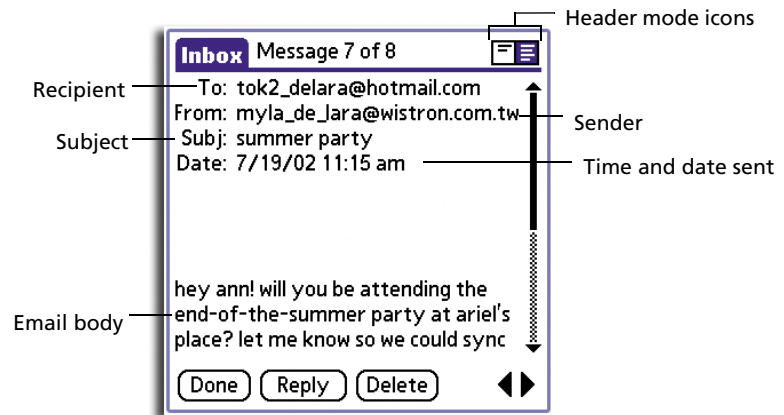 Header mode icons
Inbox Message 7 of 8
Recipient To: tok2_delara@hotmail.com
From: myla_de_lara@wistron.com.tw Sender
Subject Subj: summer party
Date: 7/19/02 11:15 am Time and date sent
hey ann! will you be attending the
Email body end-of-the-summer party at ariel's
place? let me know so we could sync
Done Reply Delete